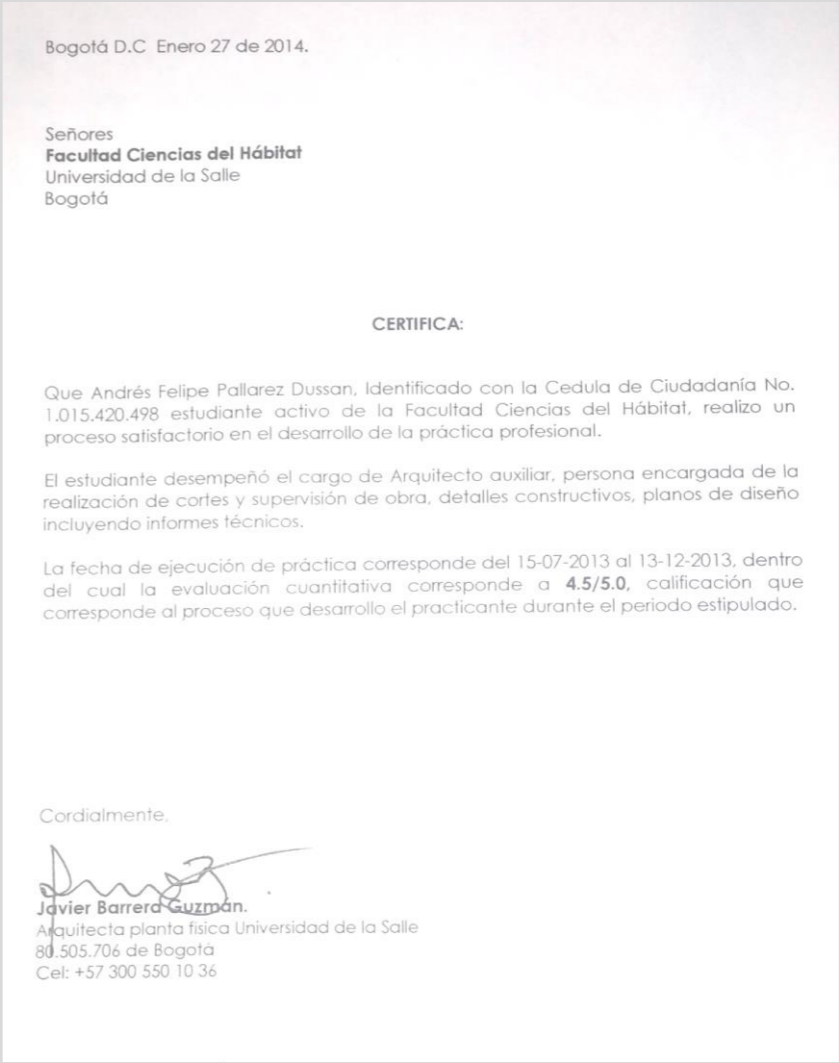 Bogotá D.C Enero 27 de 2014.
Señores
Facultad Ciencias del Hábitat
Universidad de la Salle
Bogotá
CERTIFICA:
Que Andrés Felipe Pallarez Dussan, Identificado con la Cedula de Ciudadanía No.
1.015.420.498 estudiante activo de la Facultad Ciencias del Hábitat, realizo un
proceso satisfactorio en el desarrollo de la práctica profesional.
El estudiante desempeñó el cargo de Arquitecto auxiliar, persona encargada de la
realización de cortes y supervisión de obra, detalles constructivos, planos de diseño
incluyendo informes técnicos.
La fecha de ejecución de práctica corresponde del 15-07-2013 al 13-12-2013, dentro
del cual la evaluación cuantitativa corresponde a 4.5/5.0, calificación que
corresponde al proceso que desarrollo el practicante durante el periodo estipulado.
Cordialmente,
Javier Barrera Guzmán.
Arquitecta planta física Universidad de la Salle
80.505.706 de Bogotá
Cel: +57 300 550 10 36